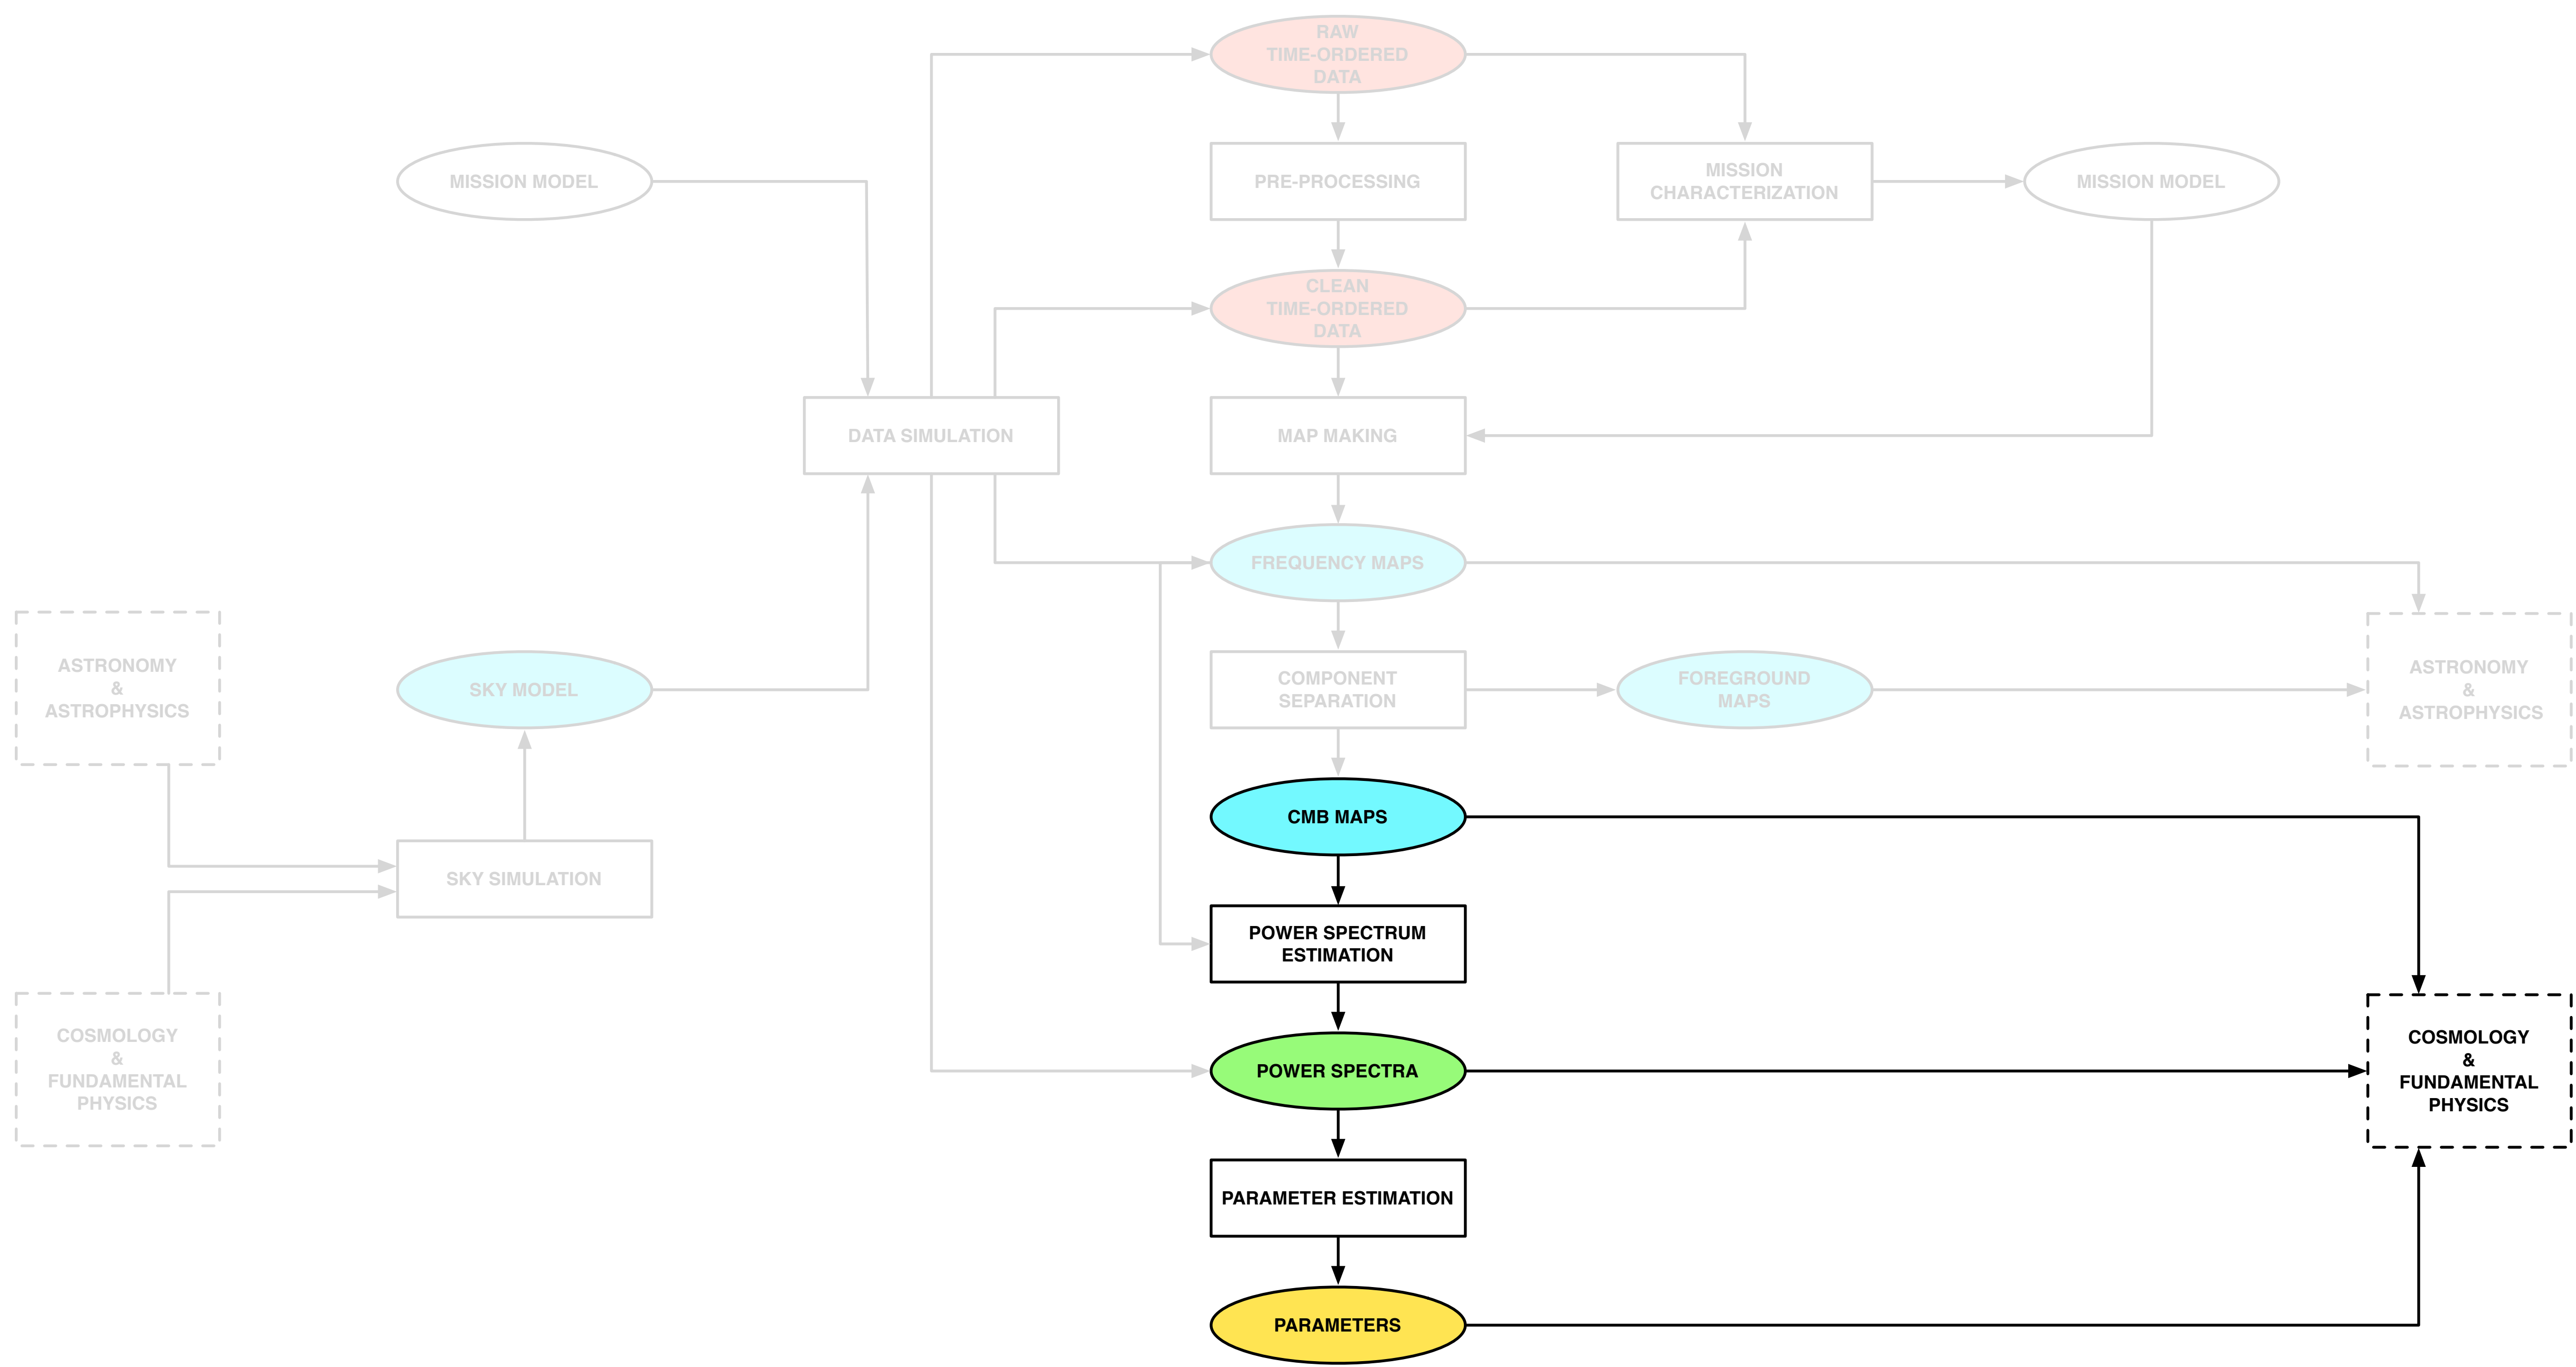 RAW
TIME-ORDERED
DATA
MISSION MODEL
PRE-PROCESSING
MISSION
CHARACTERIZATION
MISSION MODEL
CLEAN
TIME-ORDERED
DATA
DATA SIMULATION
MAP MAKING
FREQUENCY MAPS
ASTRONOMY
&
ASTROPHYSICS
SKY MODEL
COMPONENT
SEPARATION
FOREGROUND
MAPS
ASTRONOMY
&
ASTROPHYSICS
CMB MAPS
SKY SIMULATION
POWER SPECTRUM
ESTIMATION
COSMOLOGY
&
FUNDAMENTAL
PHYSICS
POWER SPECTRA
COSMOLOGY
&
FUNDAMENTAL
PHYSICS
PARAMETER ESTIMATION
PARAMETERS